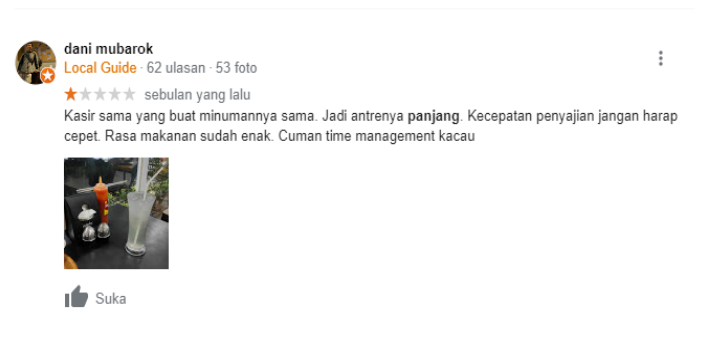 dani mubarok
Local Guide · 62 ulasan · 53 foto
sebulan yang lalu
Kasir sama yang buat minumannya sama. Jadi antrenya panjang. Kecepatan penyajian jangan harap
cepet. Rasa makanan sudah enak. Cuman time management kacau
Suka